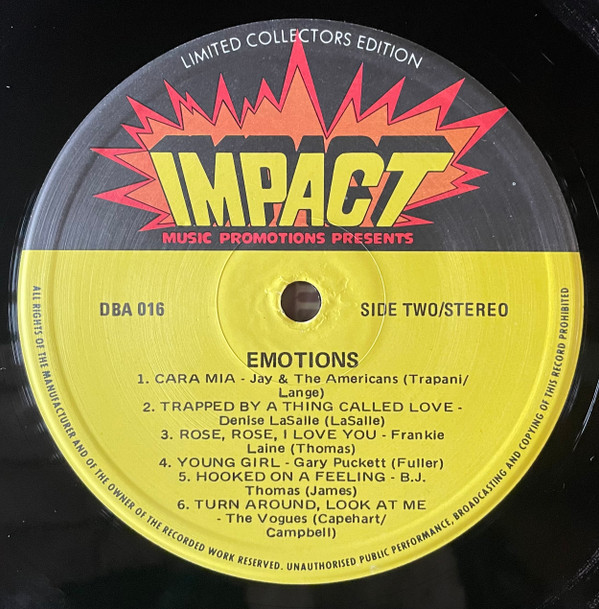 LIMITED COLLECTORS EDITION
IMPACT
MUSIC PROMOTIONS PRESENTS
DBA 016
SIDE TWO/STEREO
EMOTIONS
1. CARA MIA - Jay & The Americans (Trapani/
Lange)
2. TRAPPED BY A THING CALLED LOVE -
Denise LaSalle (LaSalle)
3. ROSE, ROSE, I LOVE YOU - Frankie
Laine (Thomas)
4. YOUNG GIRL - Gary Puckett (Fuller)
5. HOOKED ON A FEELING - B.J.
Thomas (James)
6. TURN AROUND, LOOK AT ME
- The Vogues (Capehart/
Campbell)
ALL RIGHTS OF THE MANUFACTURER AND OF THE OWNER OF THE RECORDED WORK RESERVED. UNAUTHORISED PUBLIC PERFORMANCE, BROADCASTING AND COPYING OF THIS RECORD PROHIBITED